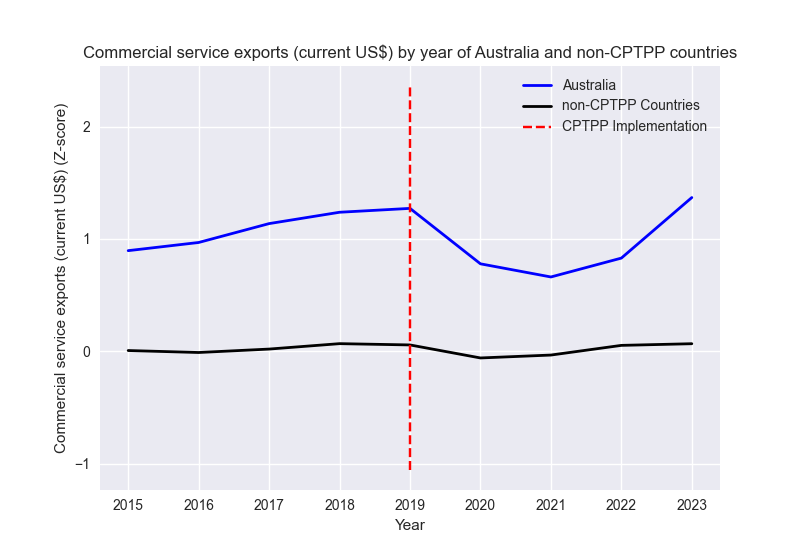 Commercial service exports (current US$) by year of Australia and non-CPTPP countries
Australia
non-CPTPP Countries
CPTPP Implementation
Commercial service exports (current US$) (Z-score)
2
1
0
−1
2015 2016 2017 2018 2019 2020 2021 2022 2023
Year